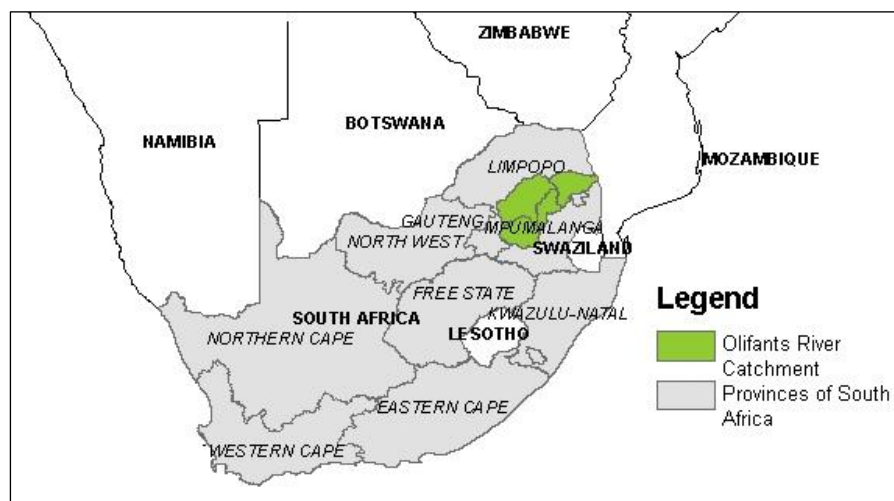 ZIMBABWE
BOTSWANA
NAMIBIA
MOZAMBIQUE
LIMPOPO
GAUTENG
MPUMALANGA
NORTH WEST
SWAZILAND
FREE STATE
KWAZULU-NATAL
SOUTH AFRICA
LESOTHO
NORTHERN CAPE
EASTERN CAPE
WESTERN CAPE
Legend
Olifants River
Catchment
Provinces of South
Africa